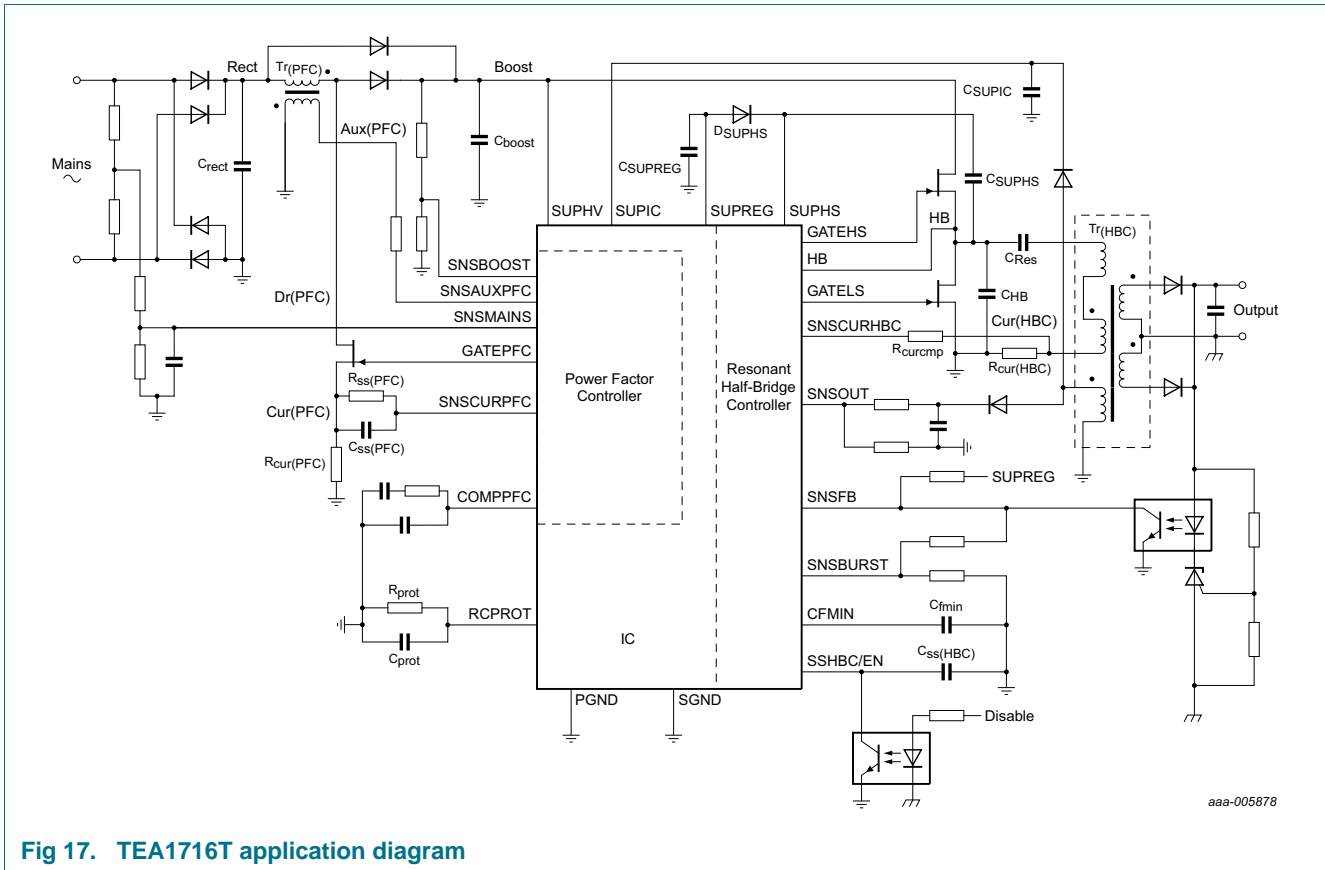 Rect
Tr(PFC)
Boost
CSUPIC
Mains
Crect
Aux(PFC)
Cboost
CSUPREG
DSUPHS
CSUPHS
SUPHV
SUPIC
SUPREG
SUPHS
GATEHS
HB
HB
CRes
Tr(HBC)
SNSBOOST
SNSAUXPFC
SNSMAINS
GATEPFC
Dr(PFC)
GATELS
CHB
Cur(HBC)
Output
SNSCURHBC
Rcurcmp
Rcur(HBC)
Rss(PFC)
SNSCURPFC
Cur(PFC)
Css(PFC)
Rcur(PFC)
Power Factor
Controller
Resonant
Half-Bridge
Controller
SNSOUT
COMPPFC
SNSFB
SUPREG
SNSBURST
Rprot
RCPROT
Cprot
IC
CFMIN
Cfmin
SSHBC/EN
Css(HBC)
PGND
SGND
Disable
aaa-005878
Fig 17. TEA1716T application diagram